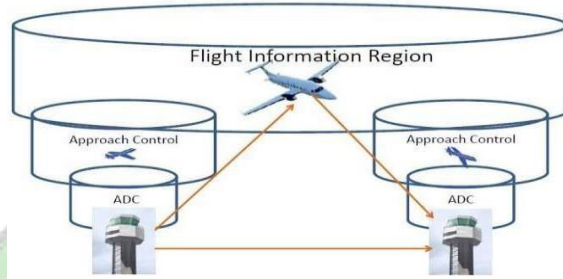 Flight Information Region
Approach Control
Approach Control
ADC
ADC